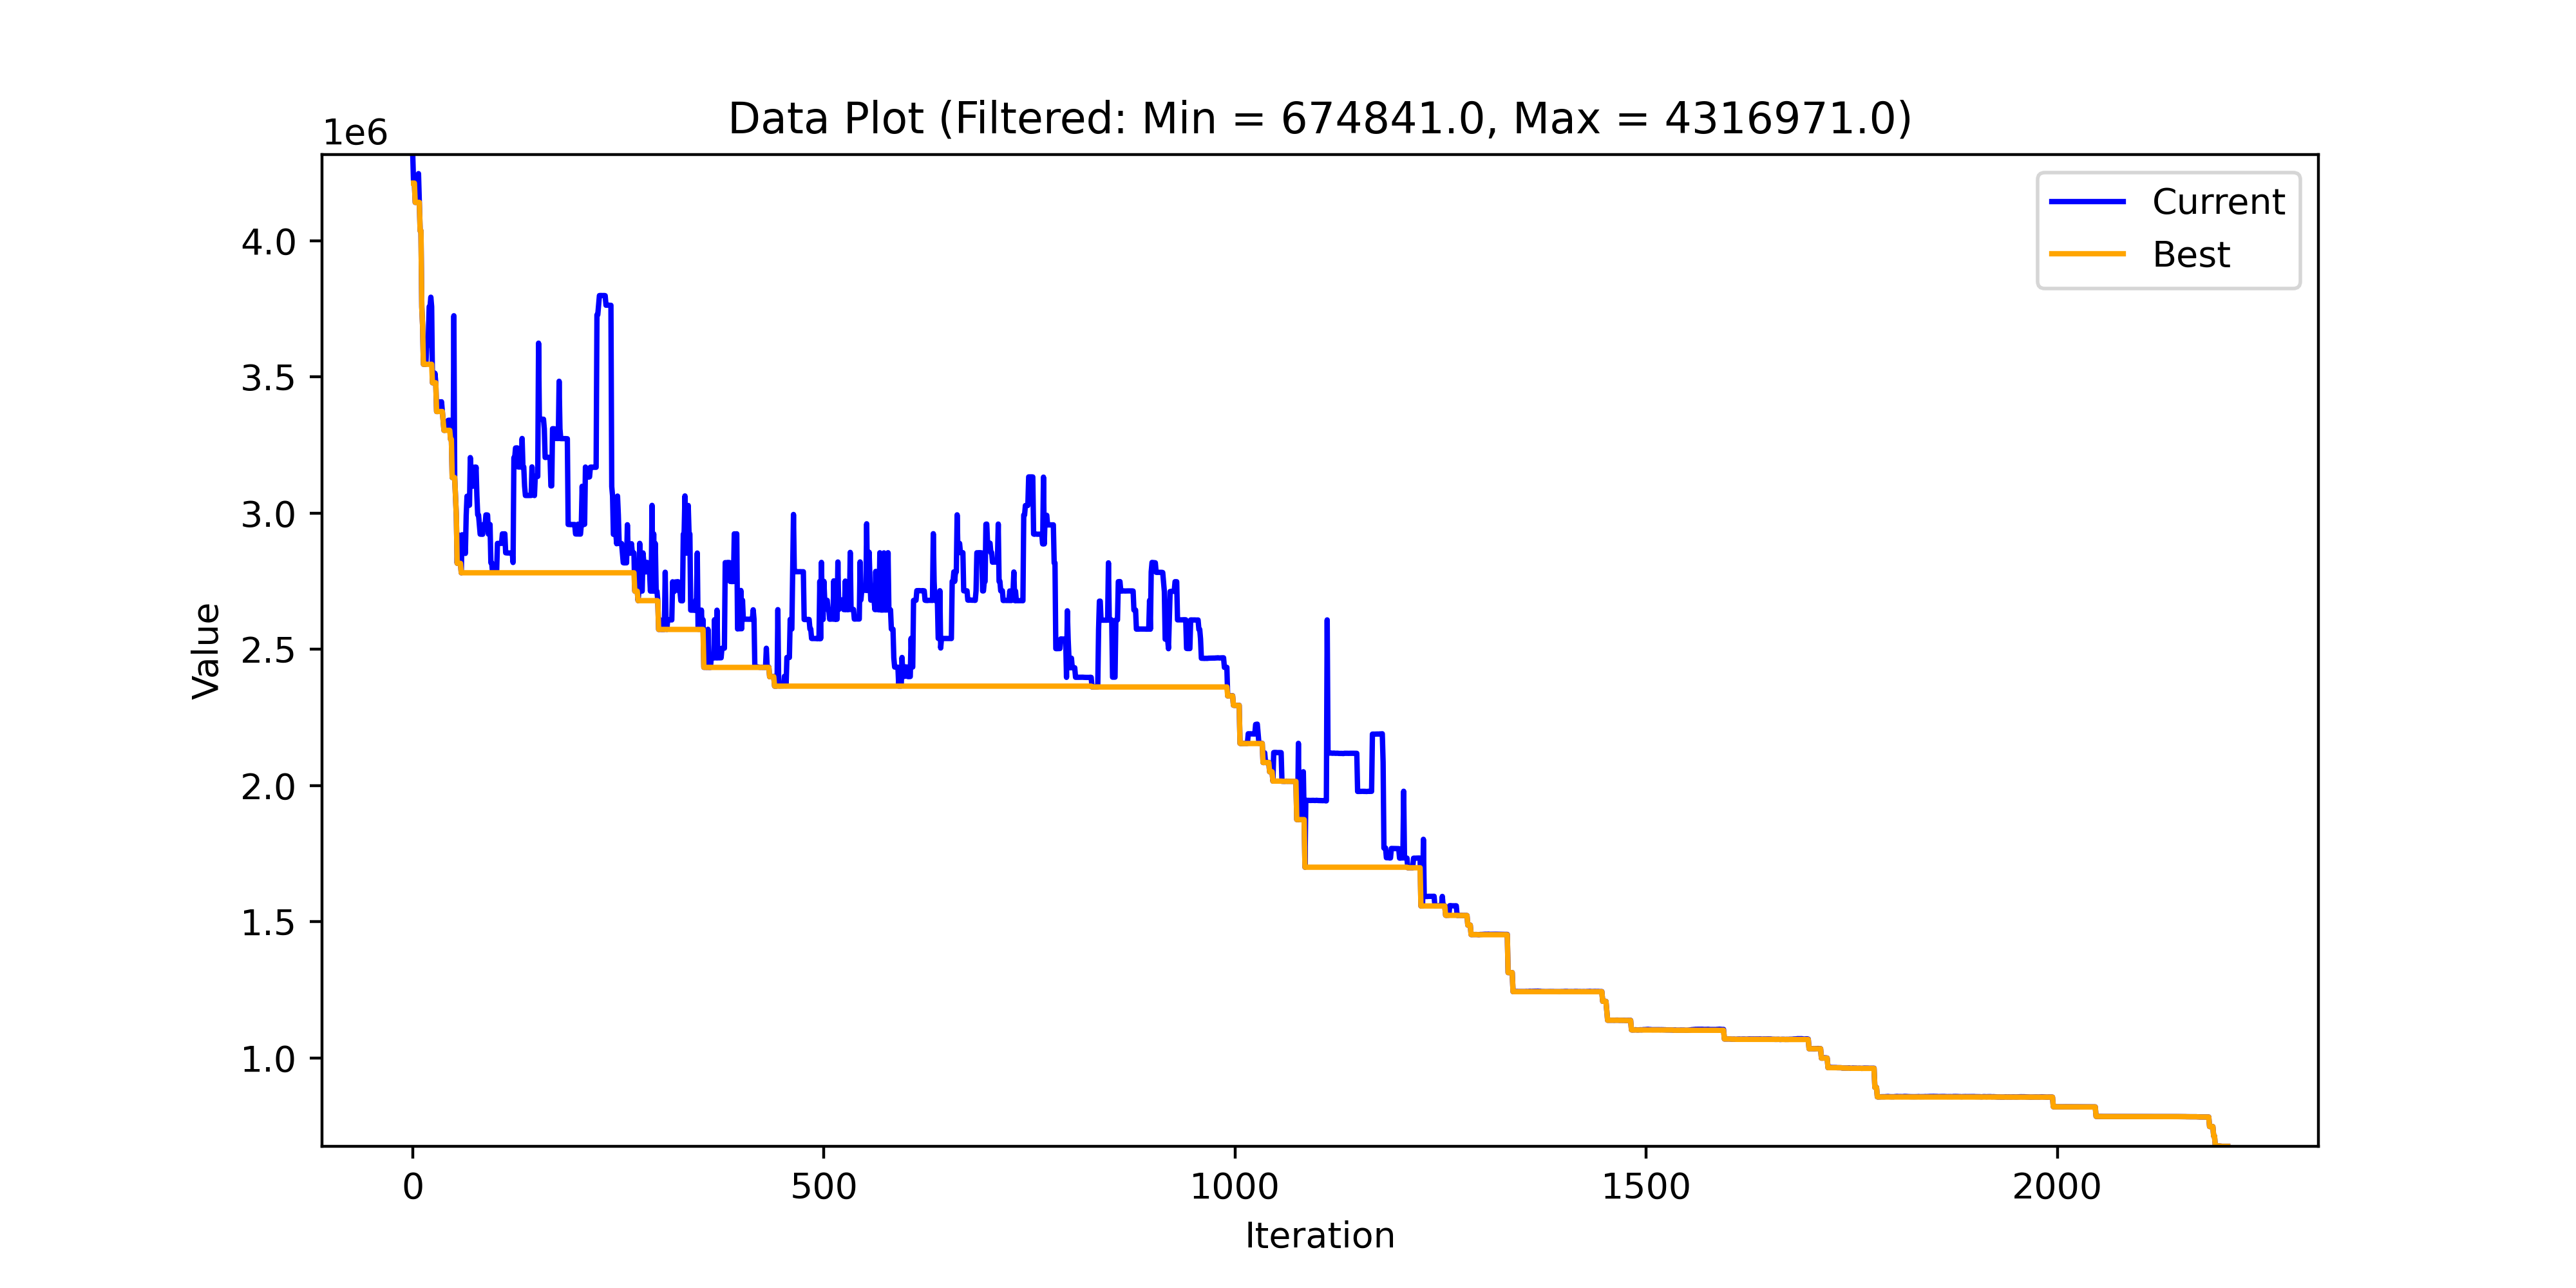 Data Plot (Filtered: Min = 674841.0, Max = 4316971.0)
1e6
Current
Best
4.0
3.5
3.0
2.5
2.0
1.5
1.0
Value
0 500 1000 1500 2000
Iteration